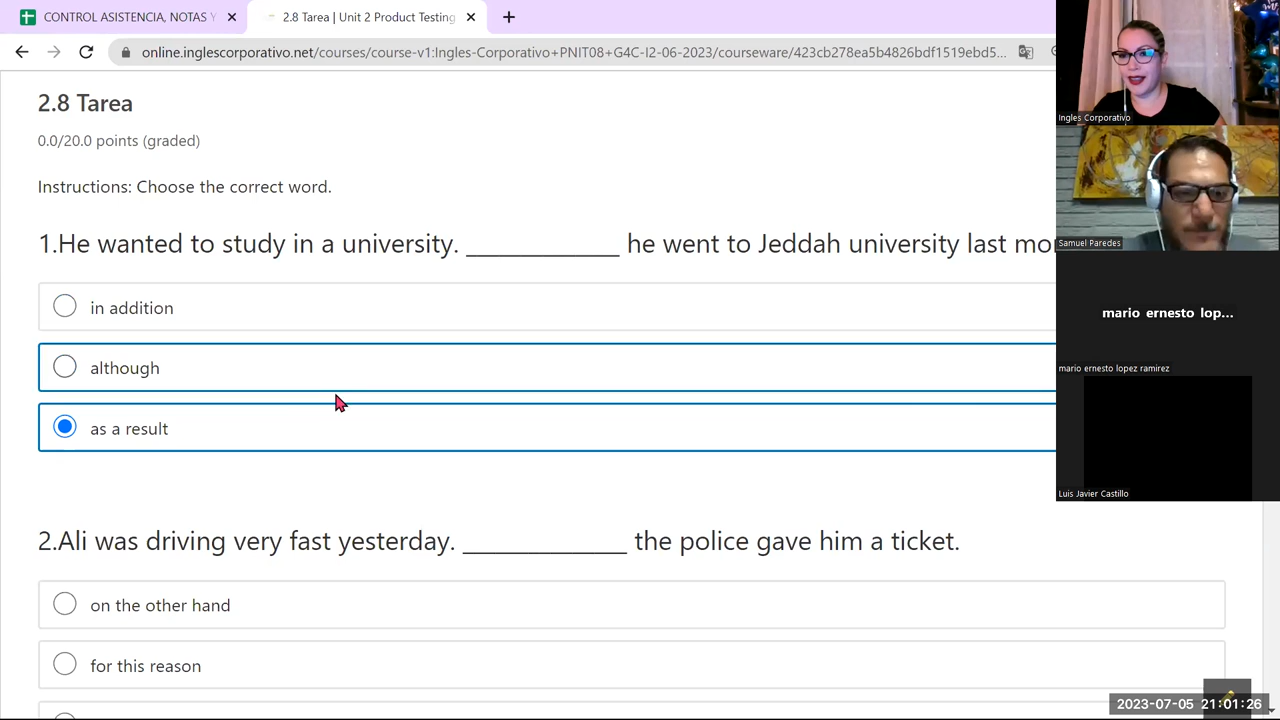 CONTROL ASISTENCIA, NOTAS Y
2.8 Tarea | Unit 2 Product Testing
online.inglescorporativo.net/courses/course-v1:Ingles-Corporativo+PNIT08+G4C-I2-06-2023/courseware/423cb278ea5b4826bdf1519ebd5...
2.8 Tarea
0.0/20.0 points (graded)
Instructions: Choose the correct word.
1.He wanted to study in a university. ____________ he went to Jeddah university last mo
in addition
although
as a result
2.Ali was driving very fast yesterday. _____________ the police gave him a ticket.
on the other hand
for this reason
Ingles Corporativo
Samuel Paredes
mario ernesto lop...
mario ernesto lopez ramirez
Luis Javier Castillo
2023-07-05 21:01:26